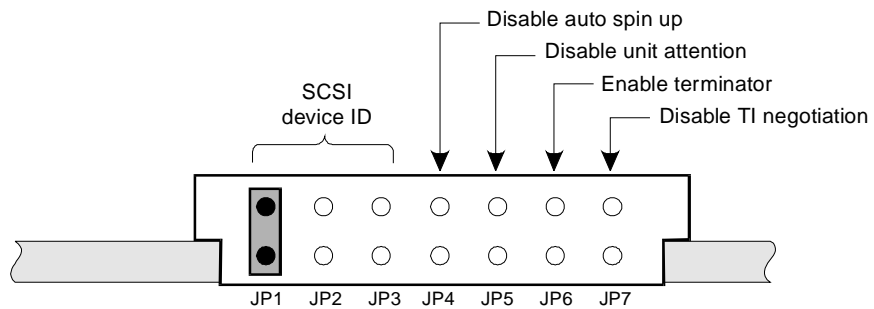 Disable auto spin up
Disable unit attention
Enable terminator
Disable TI negotiation
SCSI
device ID
JP1 JP2 JP3 JP4 JP5 JP6 JP7